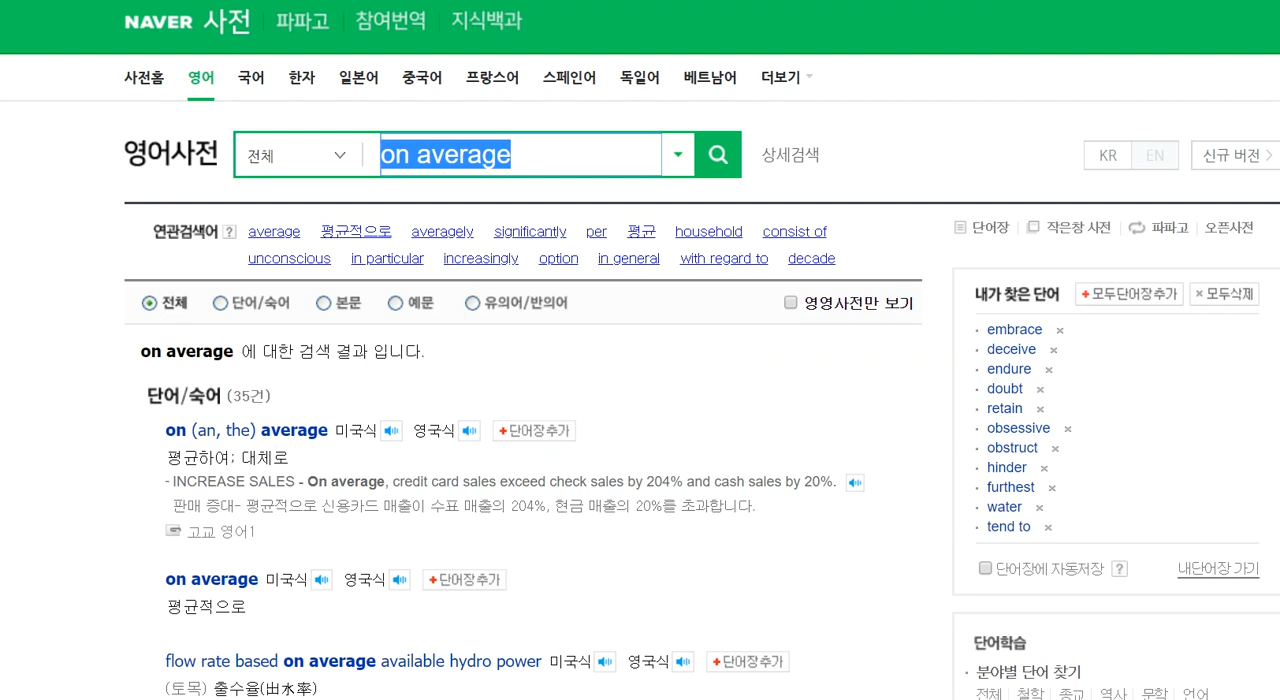 NAVER 사전 파파고 참여번역 지식백과
사전홈 영어 국어 한자 일본어 중국어 프랑스어 스페인어 독일어 베트남어 더보기
영어사전 전체 on average 상세검색 KR EN 신규 버전
연관검색어 ? average 평균적으로 averagely significantly per 평균 household consist of
unconscious in particular increasingly option in general with regard to decade
단어장 작은창 사전 파파고 오픈사전
전체 단어/숙어 본문 예문 유의어/반의어 영영사전만 보기
on average 에 대한 검색 결과 입니다.
단어/숙어 (35건)
on (an, the) average 미국식 영국식 +단어장추가
평균하여; 대체로
- INCREASE SALES - On average, credit card sales exceed check sales by 204% and cash sales by 20%.
판매 증대- 평균적으로 신용카드 매출이 수표 매출의 204%, 현금 매출의 20%를 초과합니다.
고교 영어1
on average 미국식 영국식 +단어장추가
평균적으로
flow rate based on average available hydro power 미국식 영국식 +단어장추가
(토목) 출수율(出水率)
내가 찾은 단어 +모두단어장추가 ×모두삭제
· embrace ×
· deceive ×
· endure ×
· doubt ×
· retain ×
· obsessive ×
· obstruct ×
· hinder ×
· furthest ×
· water ×
· tend to ×
단어장에 자동저장 ? 내단어장 가기
단어학습
· 분야별 단어 찾기
전체 철학 종교 역사 문학 언어